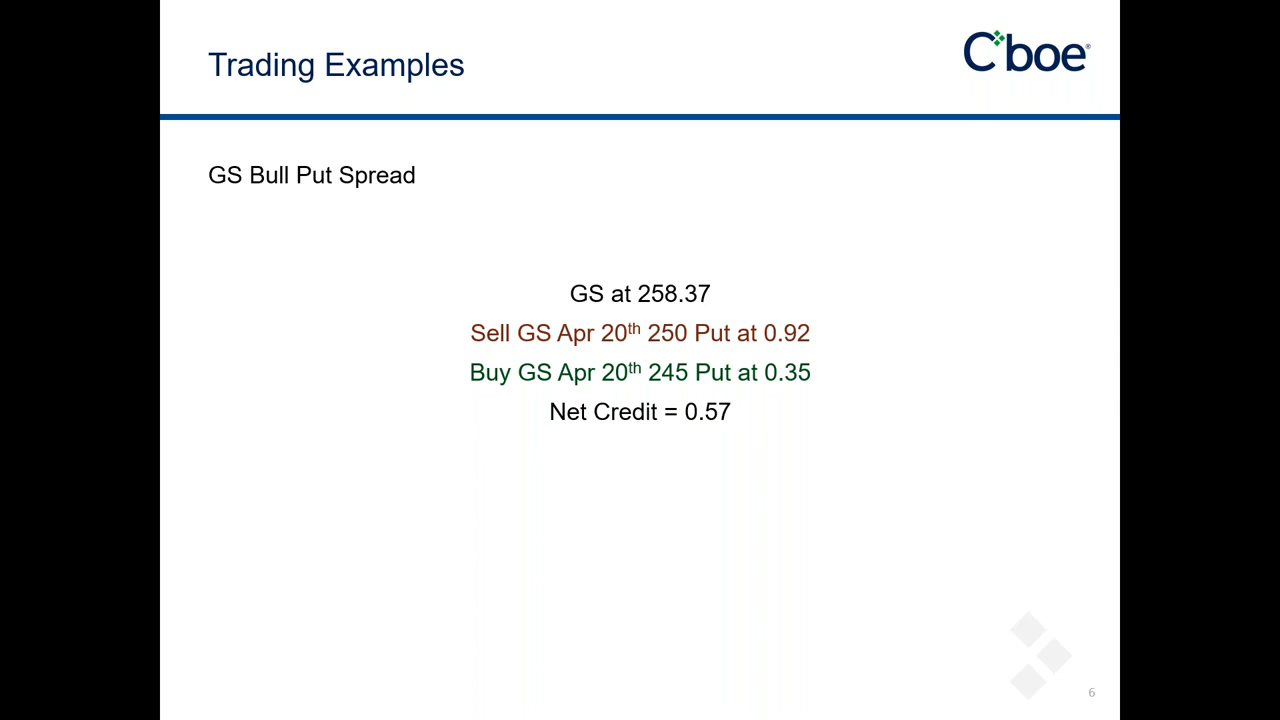 Trading Examples
Cboe®
GS Bull Put Spread
GS at 258.37
Sell GS Apr 20th 250 Put at 0.92
Buy GS Apr 20th 245 Put at 0.35
Net Credit = 0.57
6